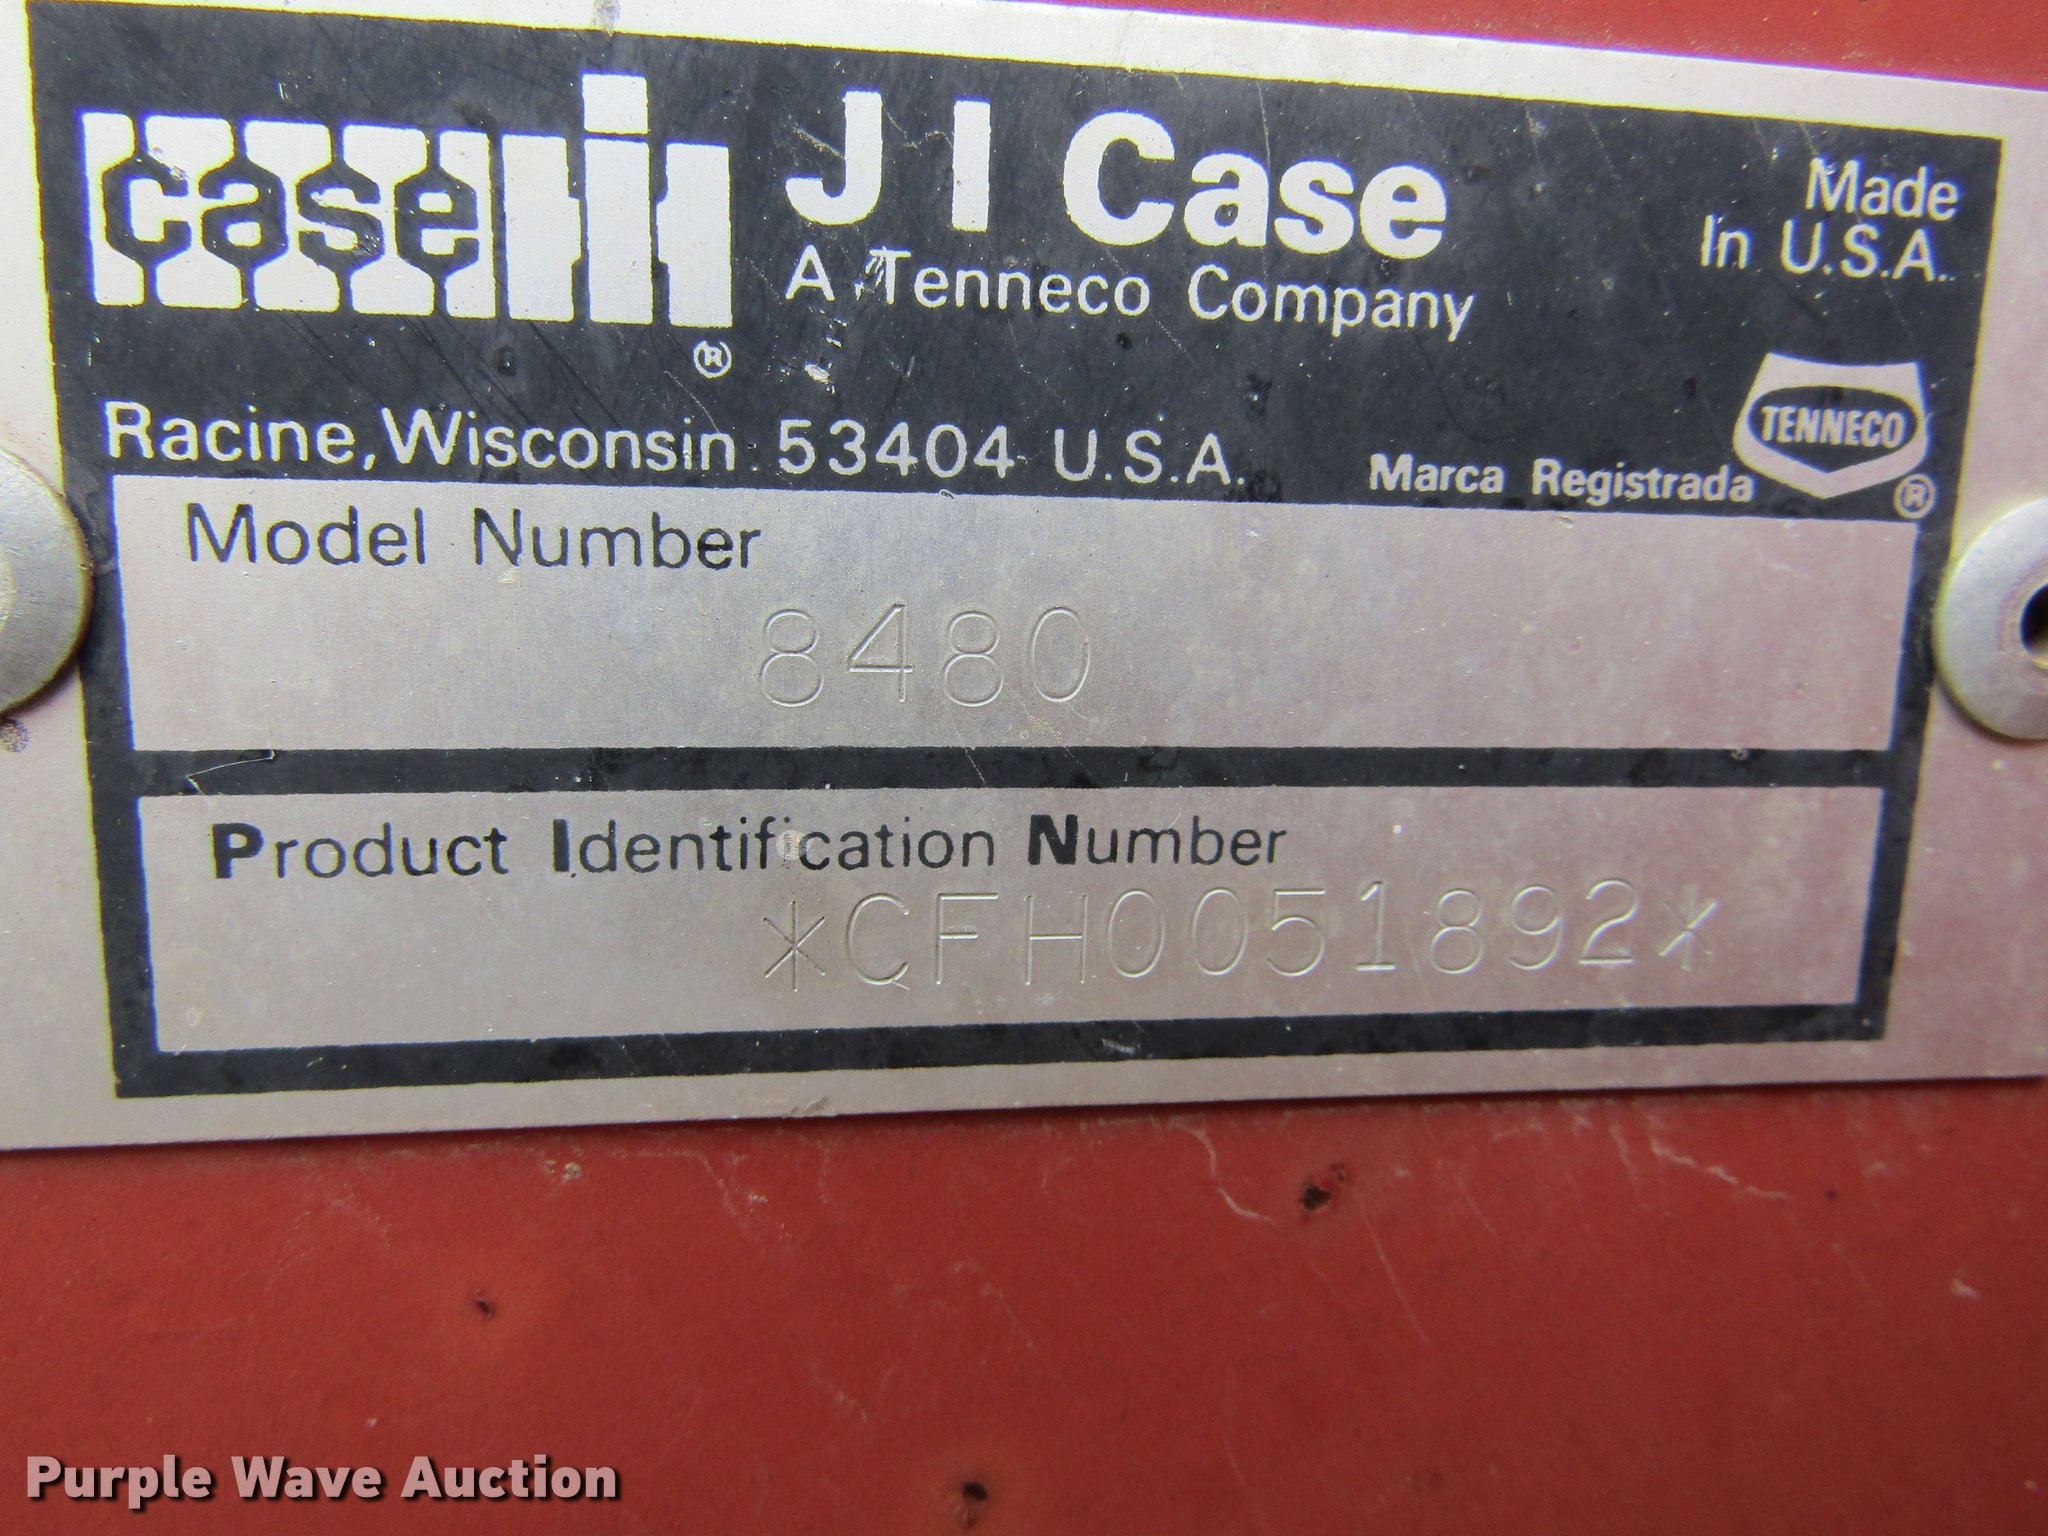 case iH ®
J I Case
A Tenneco Company
Made
In U.S.A.
Racine, Wisconsin 53404 U.S.A.
Marca Registrada
TENNECO ®
Model Number
8480
Product Identification Number
*CFH0051892*
Purple Wave Auction